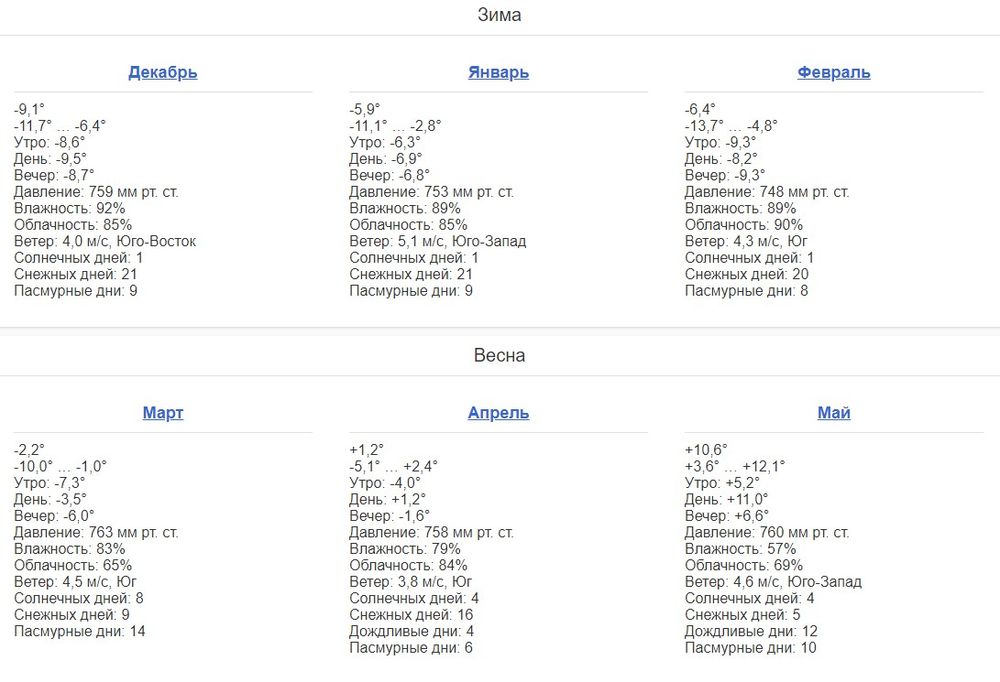 Зима
Декабрь
-9,1°
-11,7° … -6,4°
Утро: -8,6°
День: -9,5°
Вечер: -8,7°
Давление: 759 мм рт. ст.
Влажность: 92%
Облачность: 85%
Ветер: 4,0 м/с, Юго-Восток
Солнечных дней: 1
Снежных дней: 21
Пасмурные дни: 9
Январь
-5,9°
-11,1° … -2,8°
Утро: -6,3°
День: -6,9°
Вечер: -6,8°
Давление: 753 мм рт. ст.
Влажность: 89%
Облачность: 85%
Ветер: 5,1 м/с, Юго-Запад
Солнечных дней: 1
Снежных дней: 21
Пасмурные дни: 9
Февраль
-6,4°
-13,7° … -4,8°
Утро: -9,3°
День: -8,2°
Вечер: -9,3°
Давление: 748 мм рт. ст.
Влажность: 89%
Облачность: 90%
Ветер: 4,3 м/с, Юг
Солнечных дней: 1
Снежных дней: 20
Пасмурные дни: 8
Весна
Март
-2,2°
-10,0° … -1,0°
Утро: -7,3°
День: -3,5°
Вечер: -6,0°
Давление: 763 мм рт. ст.
Влажность: 83%
Облачность: 65%
Ветер: 4,5 м/с, Юг
Солнечных дней: 8
Снежных дней: 9
Пасмурные дни: 14
Апрель
+1,2°
-5,1° … +2,4°
Утро: -4,0°
День: +1,2°
Вечер: -1,6°
Давление: 758 мм рт. ст.
Влажность: 79%
Облачность: 84%
Ветер: 3,8 м/с, Юг
Солнечных дней: 4
Снежных дней: 16
Дождливые дни: 4
Пасмурные дни: 6
Май
+10,6°
+3,6° … +12,1°
Утро: +5,2°
День: +11,0°
Вечер: +6,6°
Давление: 760 мм рт. ст.
Влажность: 57%
Облачность: 69%
Ветер: 4,6 м/с, Юго-Запад
Солнечных дней: 4
Снежных дней: 5
Дождливые дни: 12
Пасмурные дни: 10